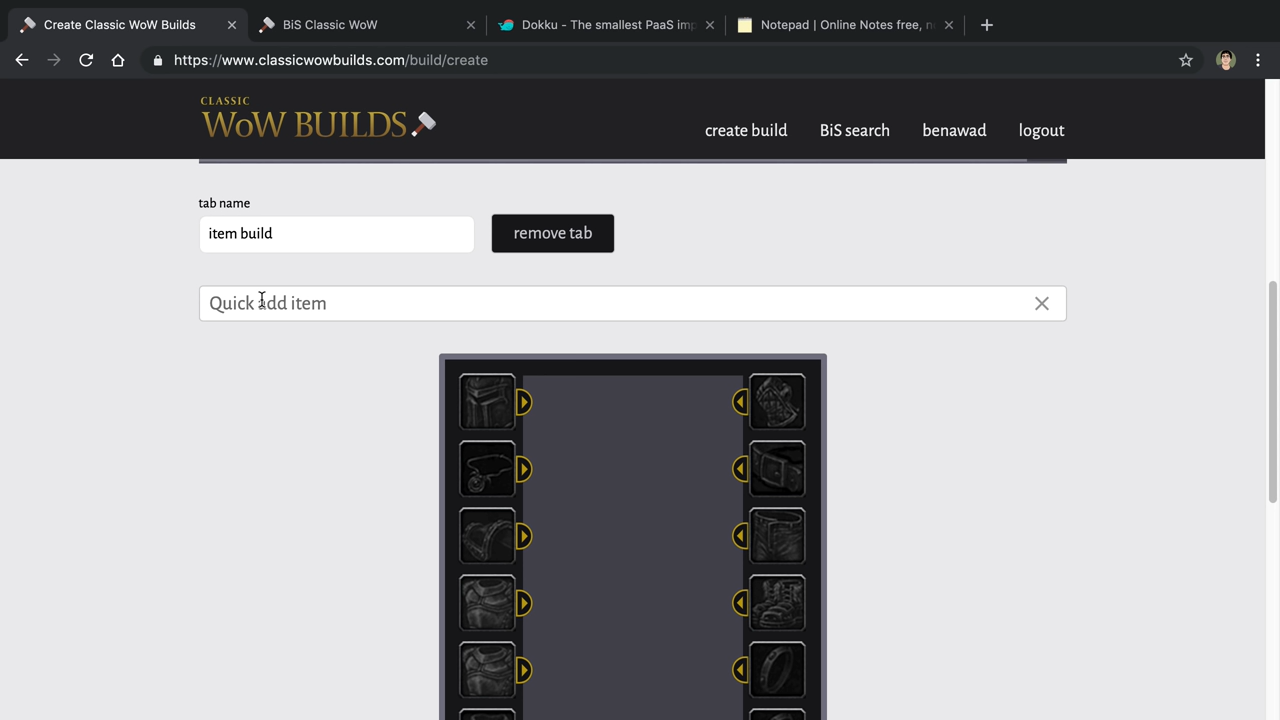 Create Classic WoW Builds
BiS Classic WoW
Dokku - The smallest PaaS imp
Notepad | Online Notes free, n
https://www.classicwowbuilds.com/build/create
CLASSIC
WoW BUILDS
create build
BiS search
benawad
logout
tab name
item build
remove tab
Quick add item